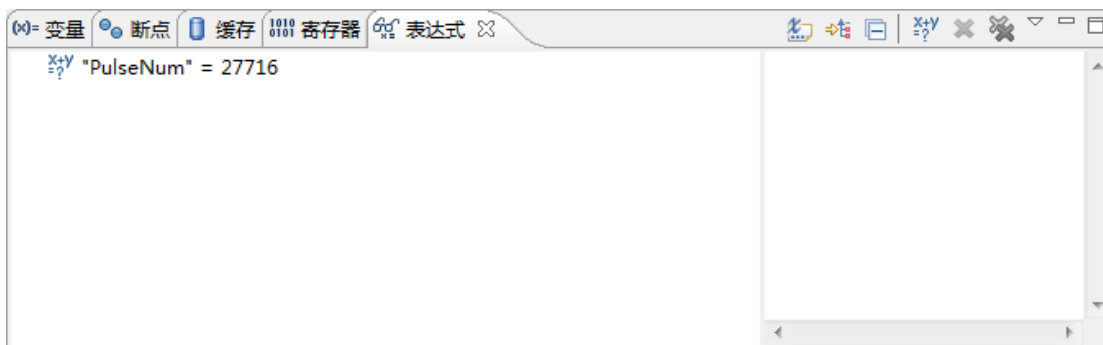 (x)= 变量 断点 缓存 1010 0101 寄存器 表达式
"PulseNum" = 27716